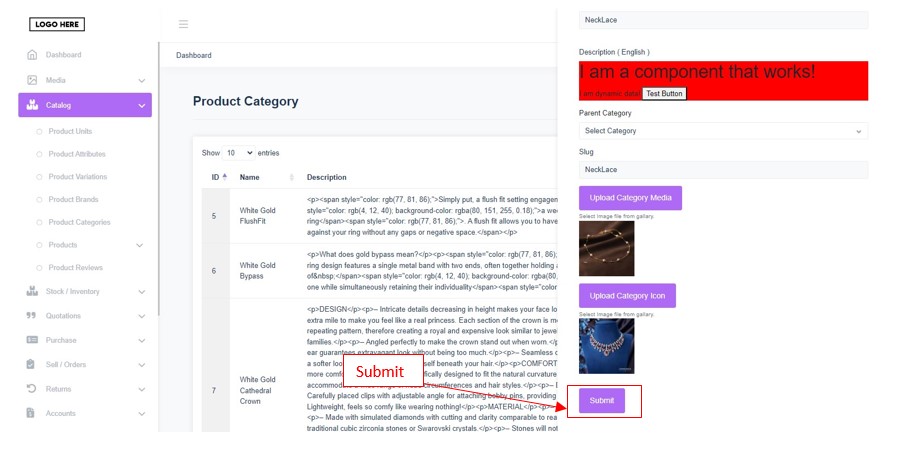 LOGO HERE
Dashboard
Media
Catalog
Product Units
Product Attributes
Product Variations
Product Brands
Product Categories
Products
Product Reviews
Stock / Inventory
Quotations
Purchase
Sell / Orders
Returns
Accounts
Dashboard
Product Category
Show 10 entries
ID Name Description
5
White Gold
FlushFit
<p><span style="color: rgb(77, 81, 86);">Simply put, a flush fit setting engagen
style="color: rgb(4, 12, 40); background-color: rgba(80, 151, 255, 0.18);">a we
ring</span><span style="color: rgb(77, 81, 86);">. A flush fit allows you to have
against your ring without any gaps or negative space.</span></p>
6
White Gold
Bypass
<p>What does gold bypass mean?</p><p><span style="color: rgb(77, 81, 86);
ring design features a single metal band with two ends, often together holding
of&nbsp;</span><span style="color: rgb(4, 12, 40); background-color: rgba(80,
one while simultaneously retaining their individuality</span><span style="color:
7
White Gold
Cathedral
Crown
<p>DESIGN</p><p>– Intricate details decreasing in height makes your face lo
extra mile to make you feel like a real princess. Each section of the crown is m
repeating pattern, therefore creating a royal and expensive look similar to jewe
families.</p><p>– Angled perfectly to make the crown stand out when worn.</p
ear guarantees extravagant look without being too much.</p><p>– Seamless
a softer loo self beneath your hair.</p><p>COMFORT
more comf fically designed to fit the natural curvature
accommod circumferences and hair styles.</p><p>–
Carefully placed clips with adjustable angle for attaching bobby pins, providing
Lightweight, feels so comfy like wearing nothing!</p><p>MATERIAL</p><p>–
<p>– Made with simulated diamonds with cutting and clarity comparable to rea
traditional cubic zirconia stones or Swarovski crystals.</p><p>– Stones will not
Submit
NeckLace
Description ( English )
I am a component that works!
I am dynamic data! Test Button
Parent Category
Select Category
Slug
NeckLace
Upload Category Media
Select Image file from gallary.
Upload Category Icon
Select Image file from gallary.
Submit